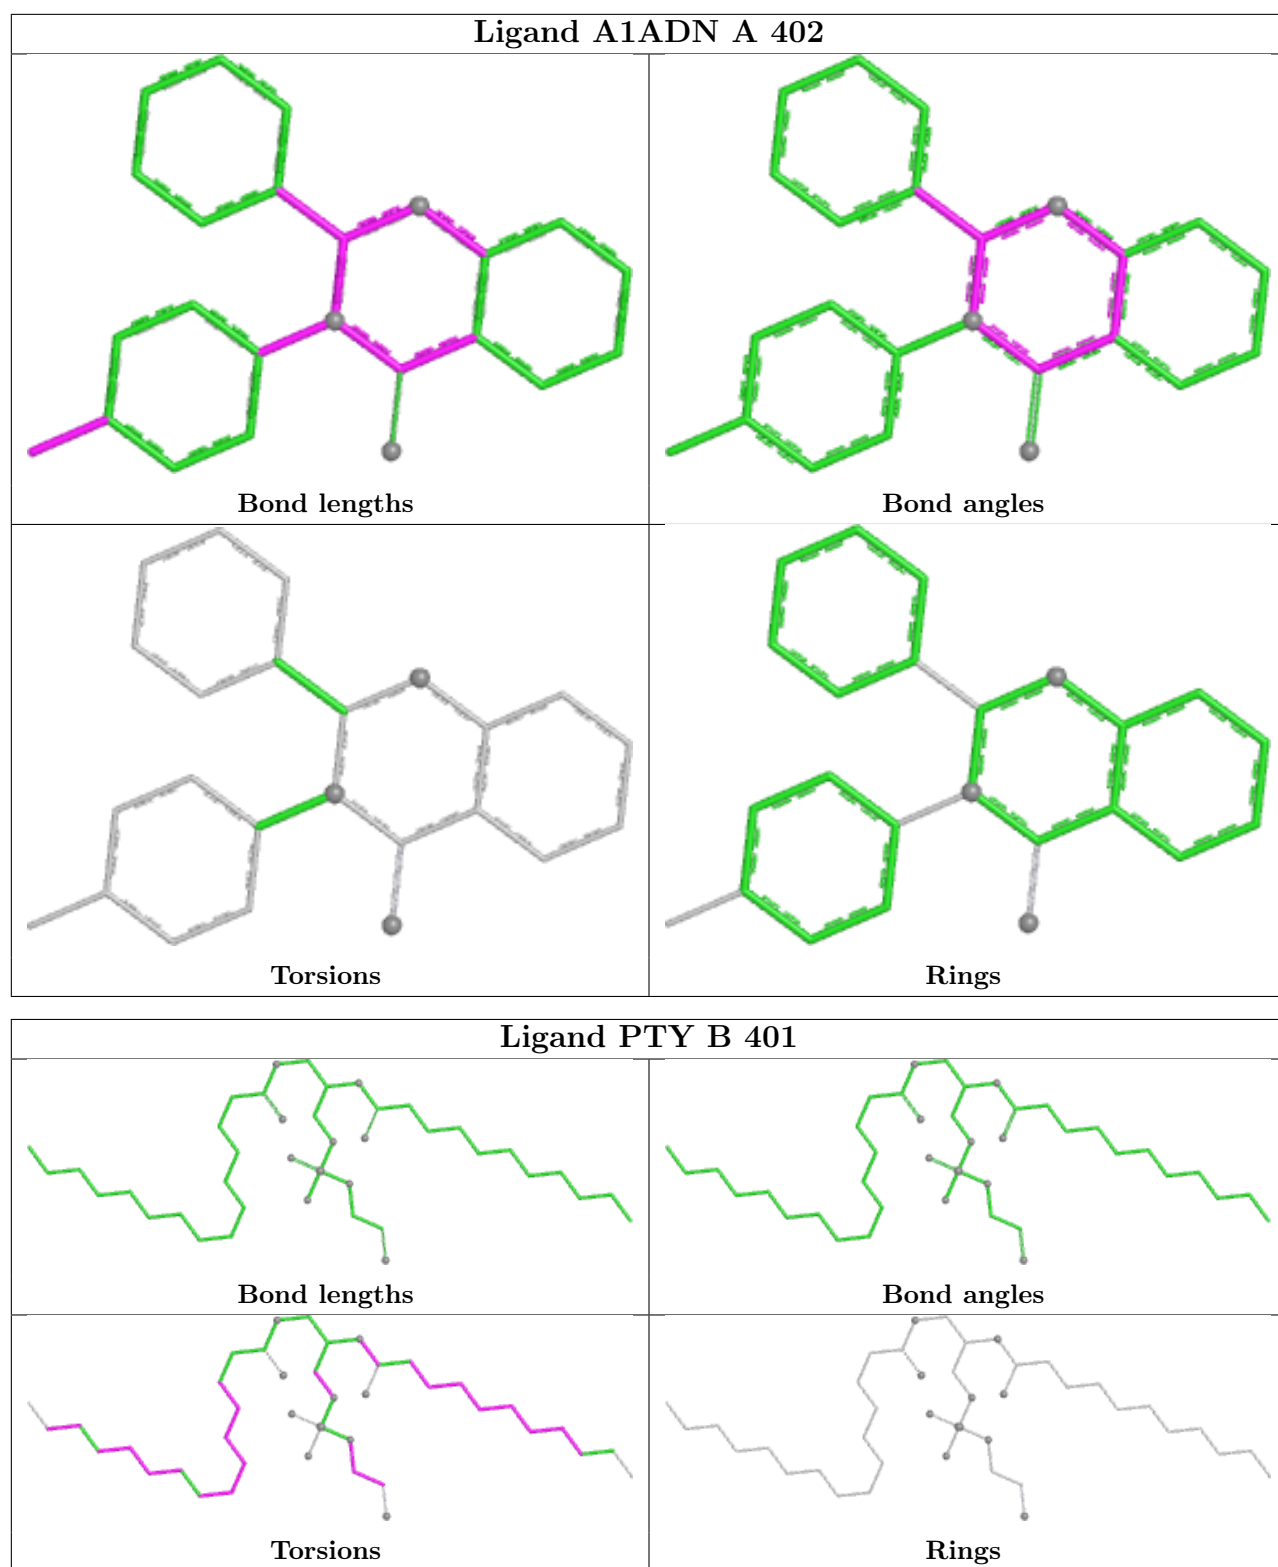 Ligand A1ADN A 402
Bond lengths
Bond angles
Torsions
Rings
Ligand PTY B 401
Bond lengths
Bond angles
Torsions
Rings